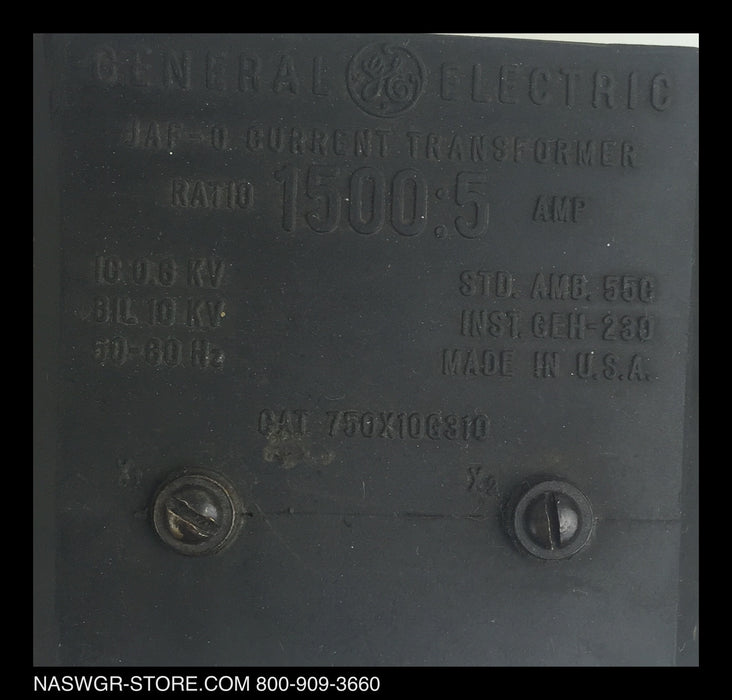 GENERAL GE ELECTRIC
JAF-0 CURRENT TRANSFORMER
RATIO 1500:5 AMP
IC. 0.6 KV. STD. AMB. 55C
BIL. 10 KV INST. GEH-230
50-60 Hz MADE IN U.S.A.
CAT. 750X10G310
X1 X2
NASWGR-STORE.COM 800-909-3660